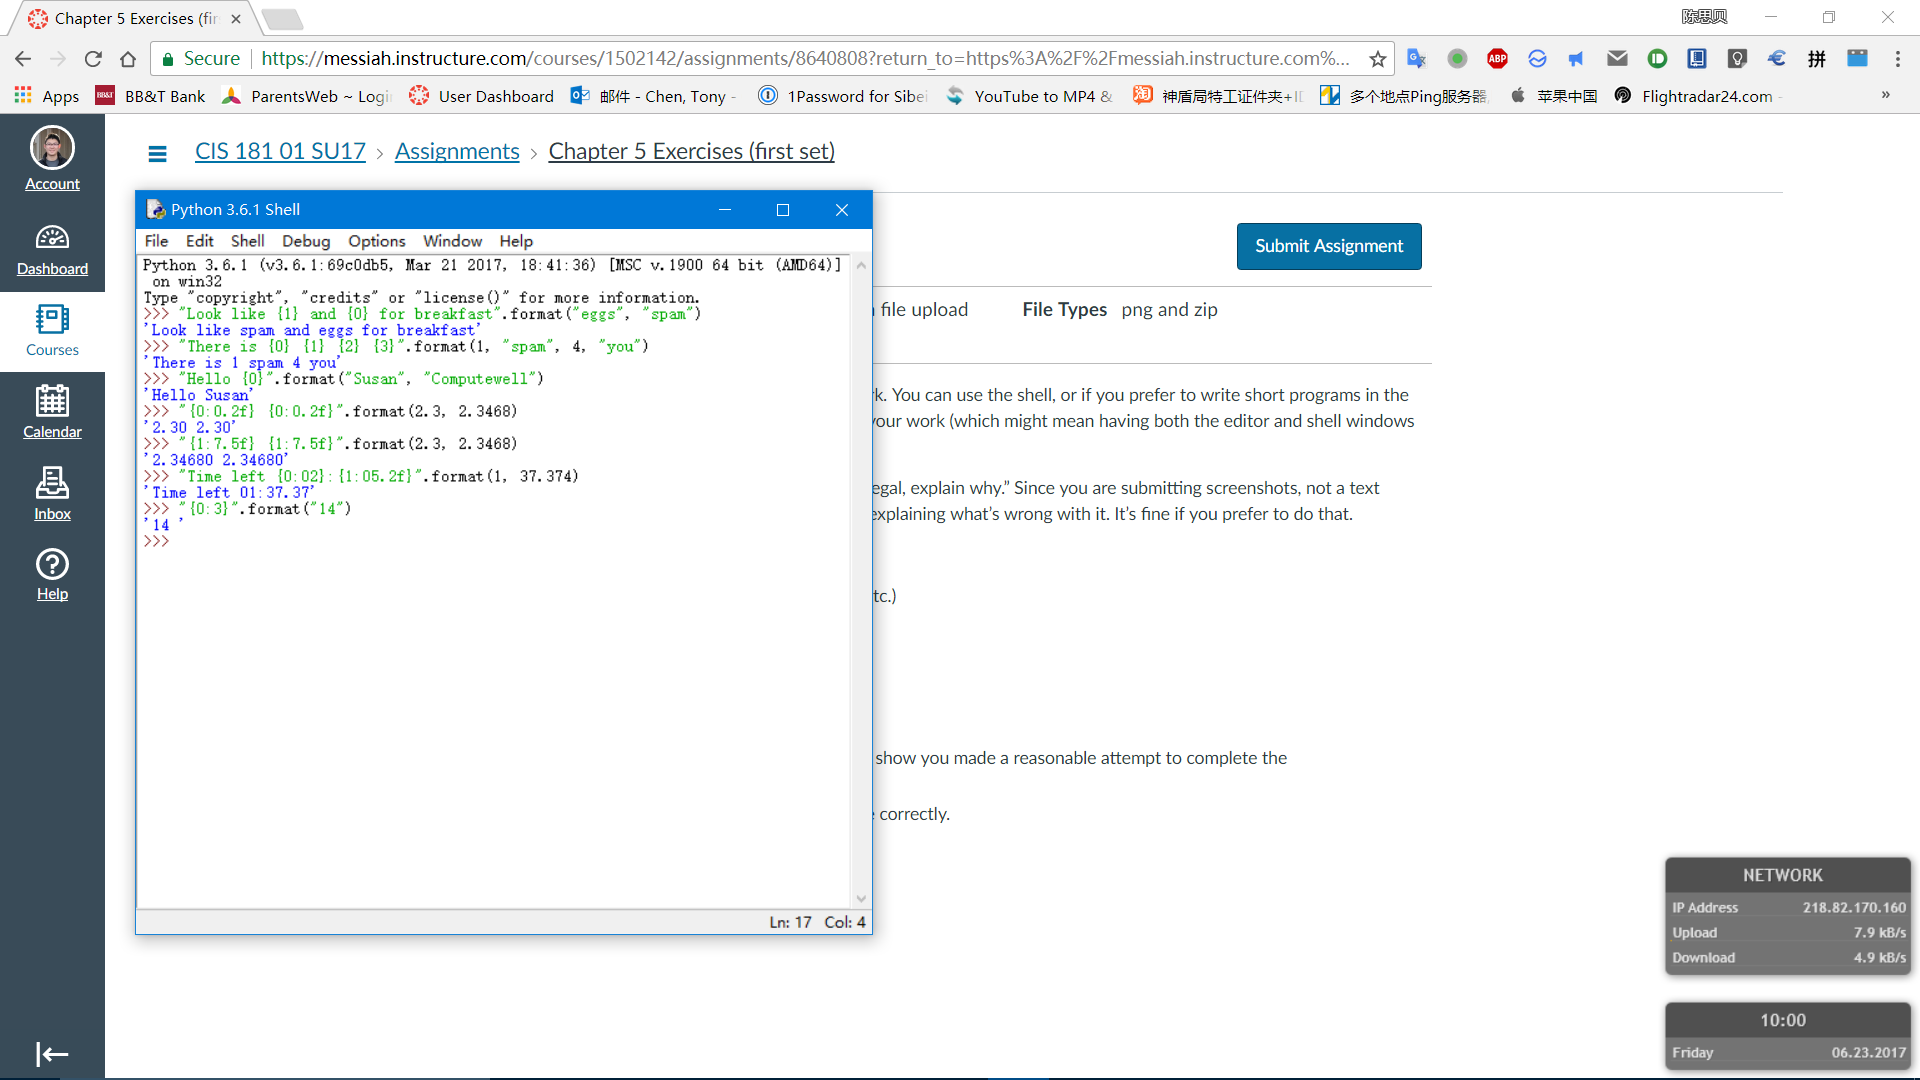 Chapter 5 Exercises (fir
陈思贝
Secure https://messiah.instructure.com/courses/1502142/assignments/8640808?return_to=https%3A%2F%2Fmessiah.instructure.com%...
Apps BB&T Bank ParentsWeb ~ Logi User Dashboard 邮件 - Chen, Tony - 1Password for Sibei YouTube to MP4 & 神盾局特工证件夹+II 多个地点Ping服务器, 苹果中国 Flightradar24.com - »
Account
Dashboard
Courses
Calendar
Inbox
Help
CIS 181 01 SU17 › Assignments › Chapter 5 Exercises (first set)
Submit Assignment
file upload File Types png and zip
k. You can use the shell, or if you prefer to write short programs in the
your work (which might mean having both the editor and shell windows
egal, explain why.” Since you are submitting screenshots, not a text
explaining what’s wrong with it. It’s fine if you prefer to do that.
tc.)
show you made a reasonable attempt to complete the
correctly.
Python 3.6.1 Shell
File Edit Shell Debug Options Window Help
Python 3.6.1 (v3.6.1:69c0db5, Mar 21 2017, 18:41:36) [MSC v.1900 64 bit (AMD64)]
on win32
Type "copyright", "credits" or "license()" for more information.
>>> "Look like {1} and {0} for breakfast".format("eggs", "spam")
'Look like spam and eggs for breakfast'
>>> "There is {0} {1} {2} {3}".format(1, "spam", 4, "you")
'There is 1 spam 4 you'
>>> "Hello {0}".format("Susan", "Computewell")
'Hello Susan'
>>> "{0:0.2f} {0:0.2f}".format(2.3, 2.3468)
'2.30 2.30'
>>> "{1:7.5f} {1:7.5f}".format(2.3, 2.3468)
'2.34680 2.34680'
>>> "Time left {0:02}:{1:05.2f}".format(1, 37.374)
'Time left 01:37.37'
>>> "{0:3}".format("14")
'14 '
>>>
Ln: 17 Col: 4
NETWORK
IP Address 218.82.170.160
Upload 7.9 kB/s
Download 4.9 kB/s
10:00
Friday 06.23.2017